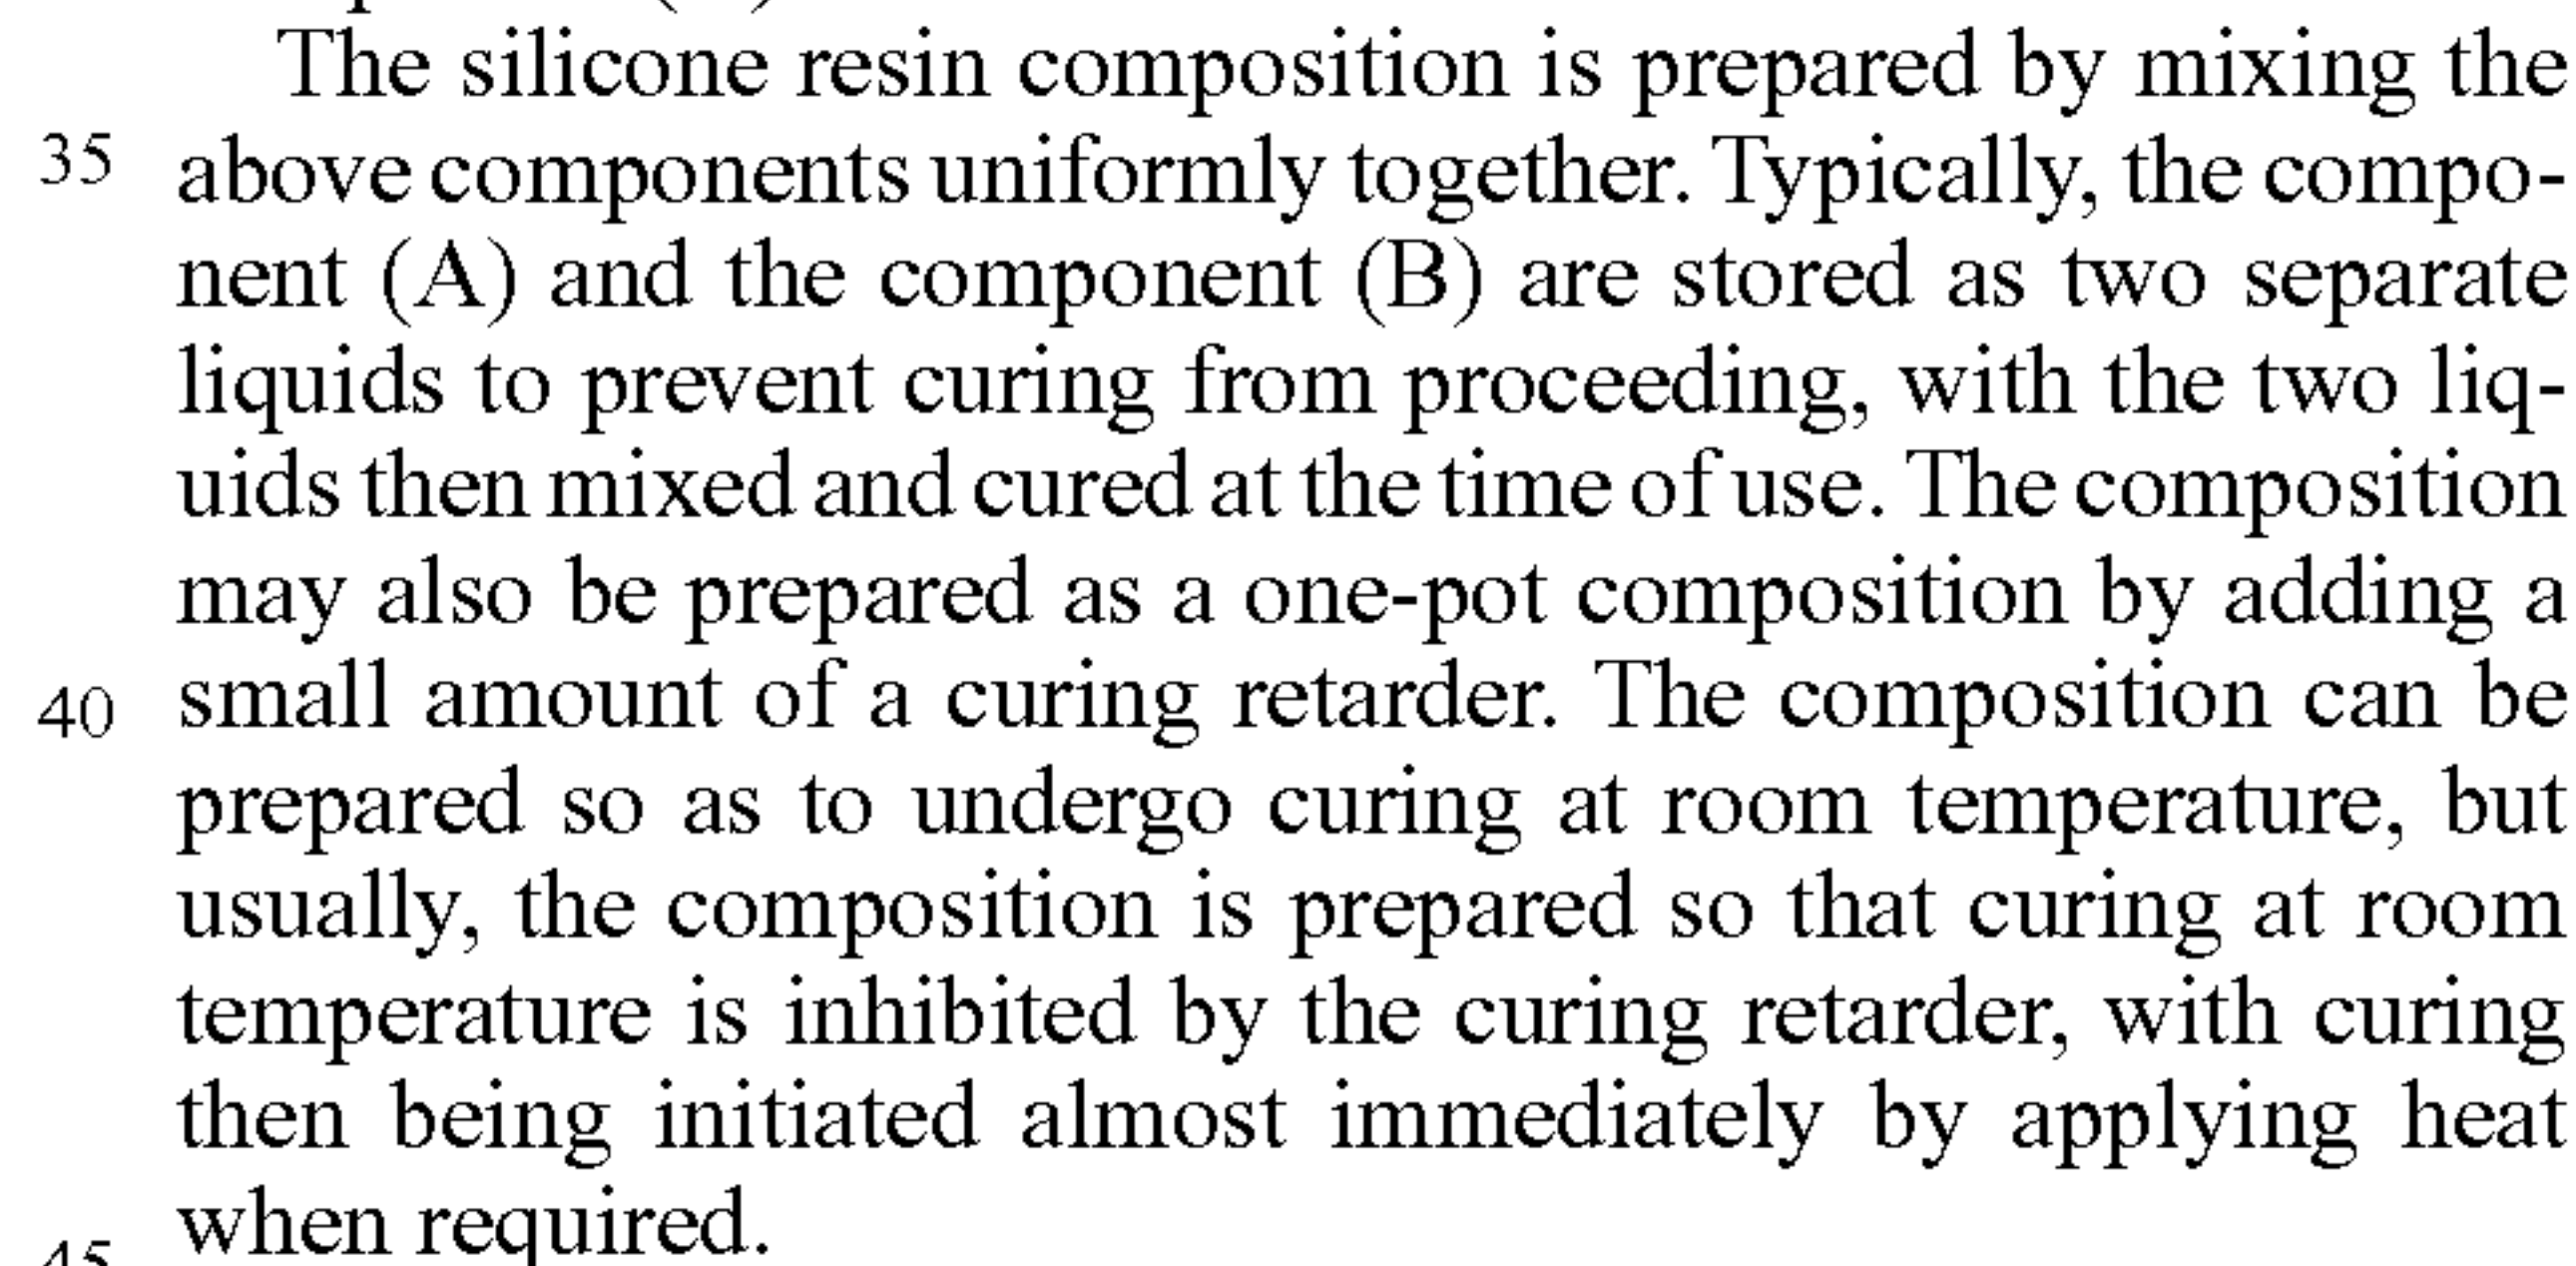 The silicone resin composition is prepared by mixing the
35 above components uniformly together. Typically, the compo-
nent (A) and the component (B) are stored as two separate
liquids to prevent curing from proceeding, with the two liq-
uids then mixed and cured at the time of use. The composition
may also be prepared as a one-pot composition by adding a
40 small amount of a curing retarder. The composition can be
prepared so as to undergo curing at room temperature, but
usually, the composition is prepared so that curing at room
temperature is inhibited by the curing retarder, with curing
then being initiated almost immediately by applying heat
when required.
45